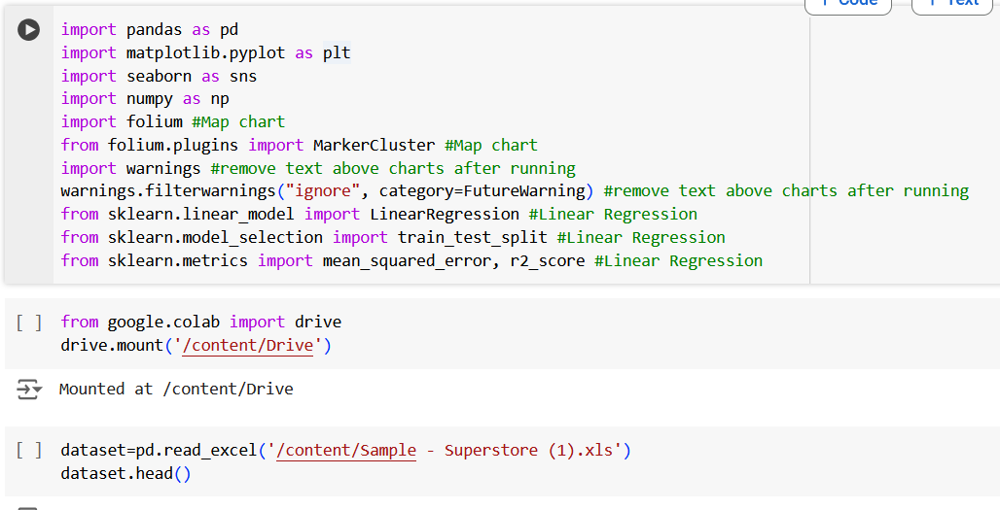 + Code
+ Text
import pandas as pd
import matplotlib.pyplot as plt
import seaborn as sns
import numpy as np
import folium #Map chart
from folium.plugins import MarkerCluster #Map chart
import warnings #remove text above charts after running
warnings.filterwarnings("ignore", category=FutureWarning) #remove text above charts after running
from sklearn.linear_model import LinearRegression #Linear Regression
from sklearn.model_selection import train_test_split #Linear Regression
from sklearn.metrics import mean_squared_error, r2_score #Linear Regression
[ ] from google.colab import drive
drive.mount('/content/Drive')
Mounted at /content/Drive
[ ] dataset=pd.read_excel('/content/Sample - Superstore (1).xls')
dataset.head()